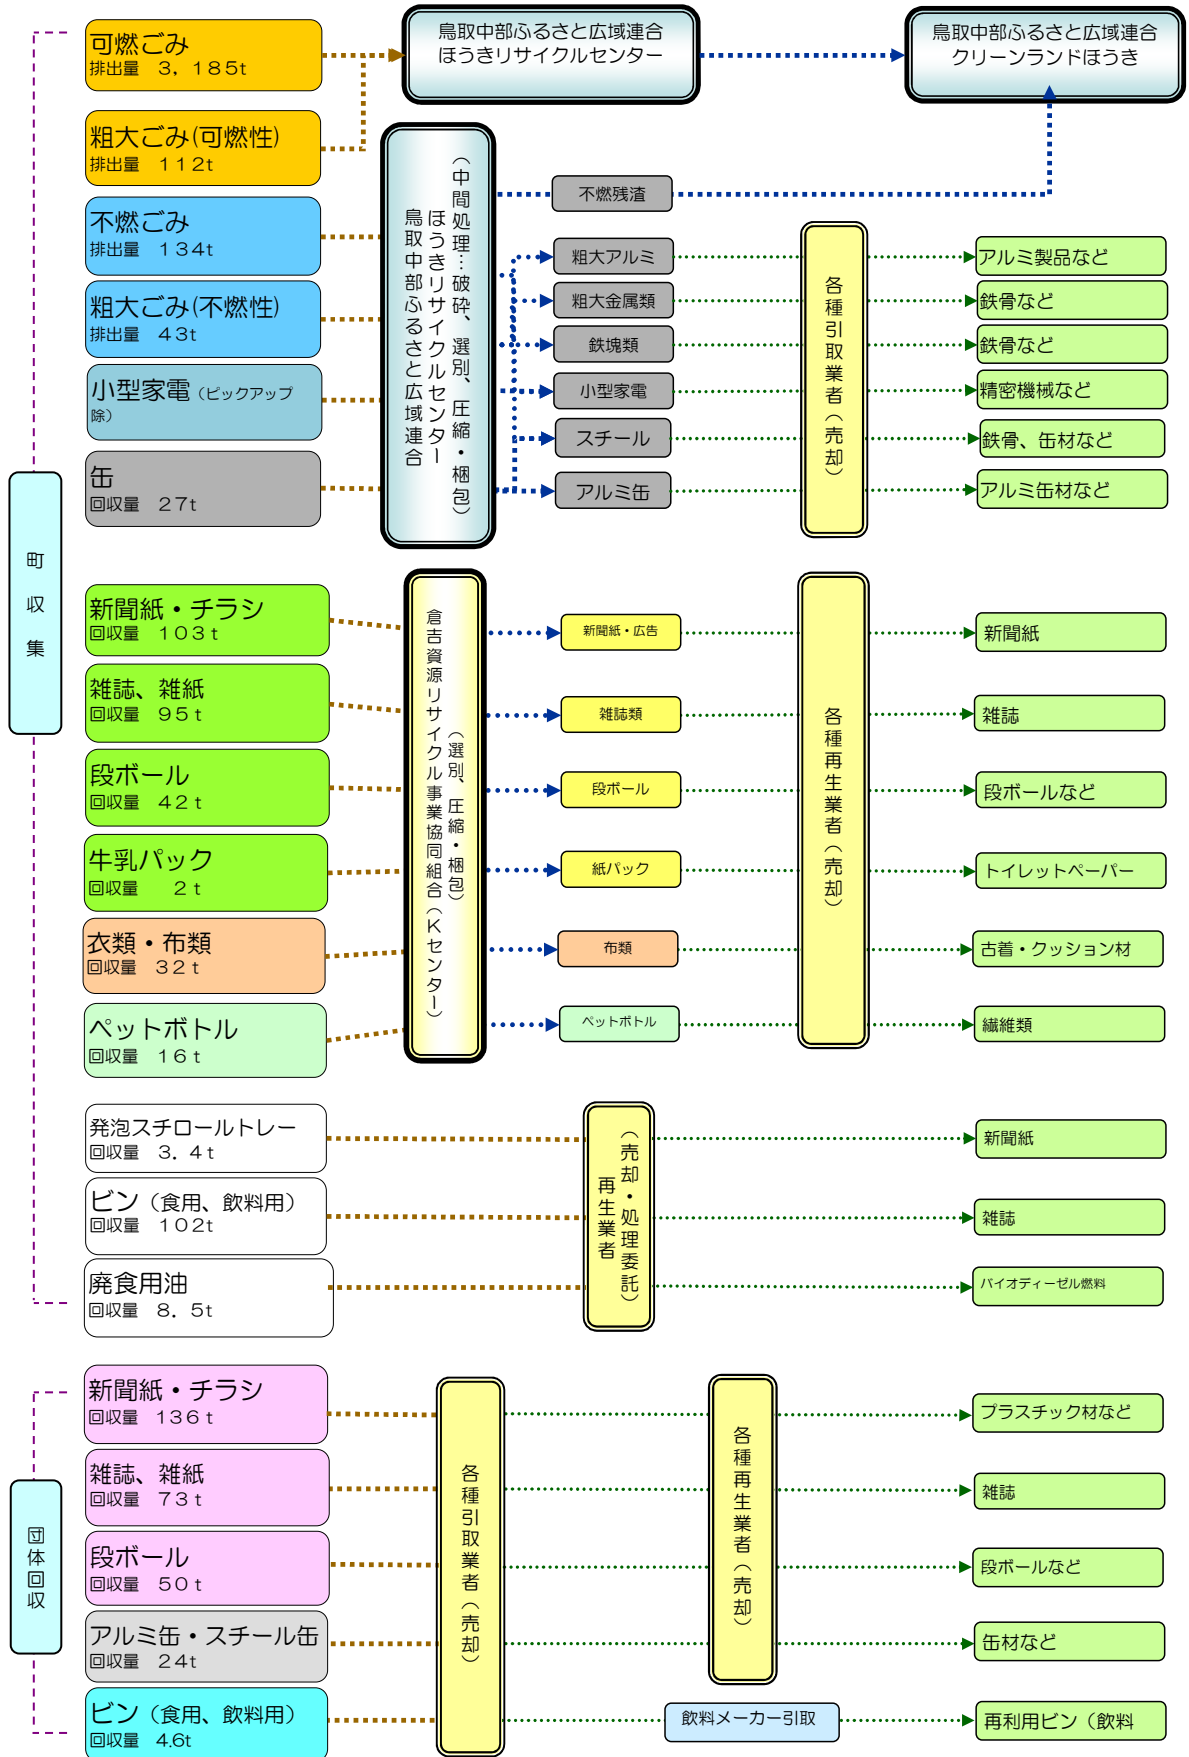 可燃ごみ
排出量　3，185t
粗大ごみ(可燃性)
排出量　112t
不燃ごみ
排出量　134t
粗大ごみ(不燃性)
排出量　43t
小型家電（ピックアップ
除）
缶
回収量　27t
町収集
鳥取中部ふるさと広域連合
ほうきリサイクルセンター
鳥取中部ふるさと広域連合
クリーンランドほうき
鳥取中部ふるさと広域連合
ほうきリサイクルセンター
（中間処理…破砕、選別、圧縮・梱包）
不燃残渣
粗大アルミ
粗大金属類
鉄塊類
小型家電
スチール
アルミ缶
各種引取業者（売却）
アルミ製品など
鉄骨など
鉄骨など
精密機械など
鉄骨、缶材など
アルミ缶材など
新聞紙・チラシ
回収量　103ｔ
雑誌、雑紙
回収量　95ｔ
段ボール
回収量　42ｔ
牛乳パック
回収量　　2ｔ
衣類・布類
回収量　32ｔ
ペットボトル
回収量　16ｔ
倉吉資源リサイクル事業協同組合（Kセンター）
（選別、圧縮・梱包）
新聞紙・広告
雑誌類
段ボール
紙パック
布類
ペットボトル
各種再生業者（売却）
新聞紙
雑誌
段ボールなど
トイレットペーパー
古着・クッション材
繊維類
発泡スチロールトレー
回収量　3．4ｔ
ビン（食用、飲料用）
回収量　102t
廃食用油
回収量　8．5t
再生業者
（売却・処理委託）
新聞紙
雑誌
バイオディーゼル燃料
団体回収
新聞紙・チラシ
回収量　136ｔ
雑誌、雑紙
回収量　73ｔ
段ボール
回収量　50ｔ
アルミ缶・スチール缶
回収量　24t
ビン（食用、飲料用）
回収量　4.6t
各種引取業者（売却）
各種再生業者（売却）
飲料メーカー引取
プラスチック材など
雑誌
段ボールなど
缶材など
再利用ビン（飲料